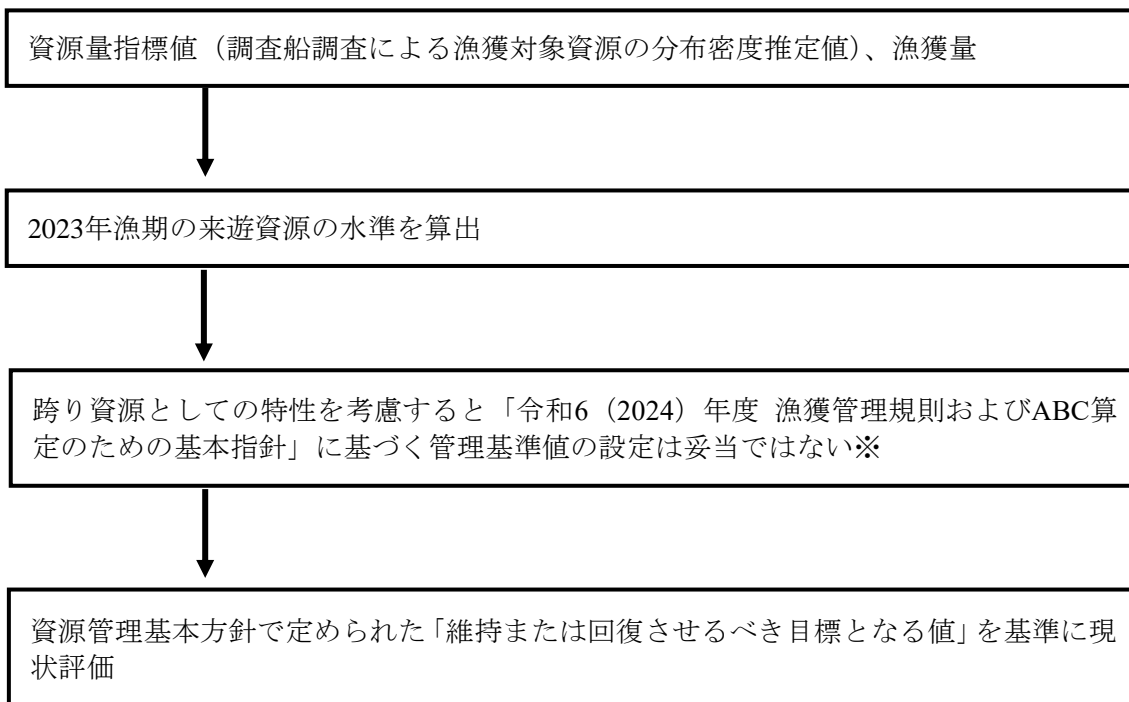 資源量指標値（調査船調査による漁獲対象資源の分布密度推定値）、漁獲量
2023年漁期の来遊資源の水準を算出
跨り資源としての特性を考慮すると「令和6（2024）年度 漁獲管理規則およびABC算
定のための基本指針」に基づく管理基準値の設定は妥当ではない※
資源管理基本方針で定められた「維持または回復させるべき目標となる値」を基準に現
状評価